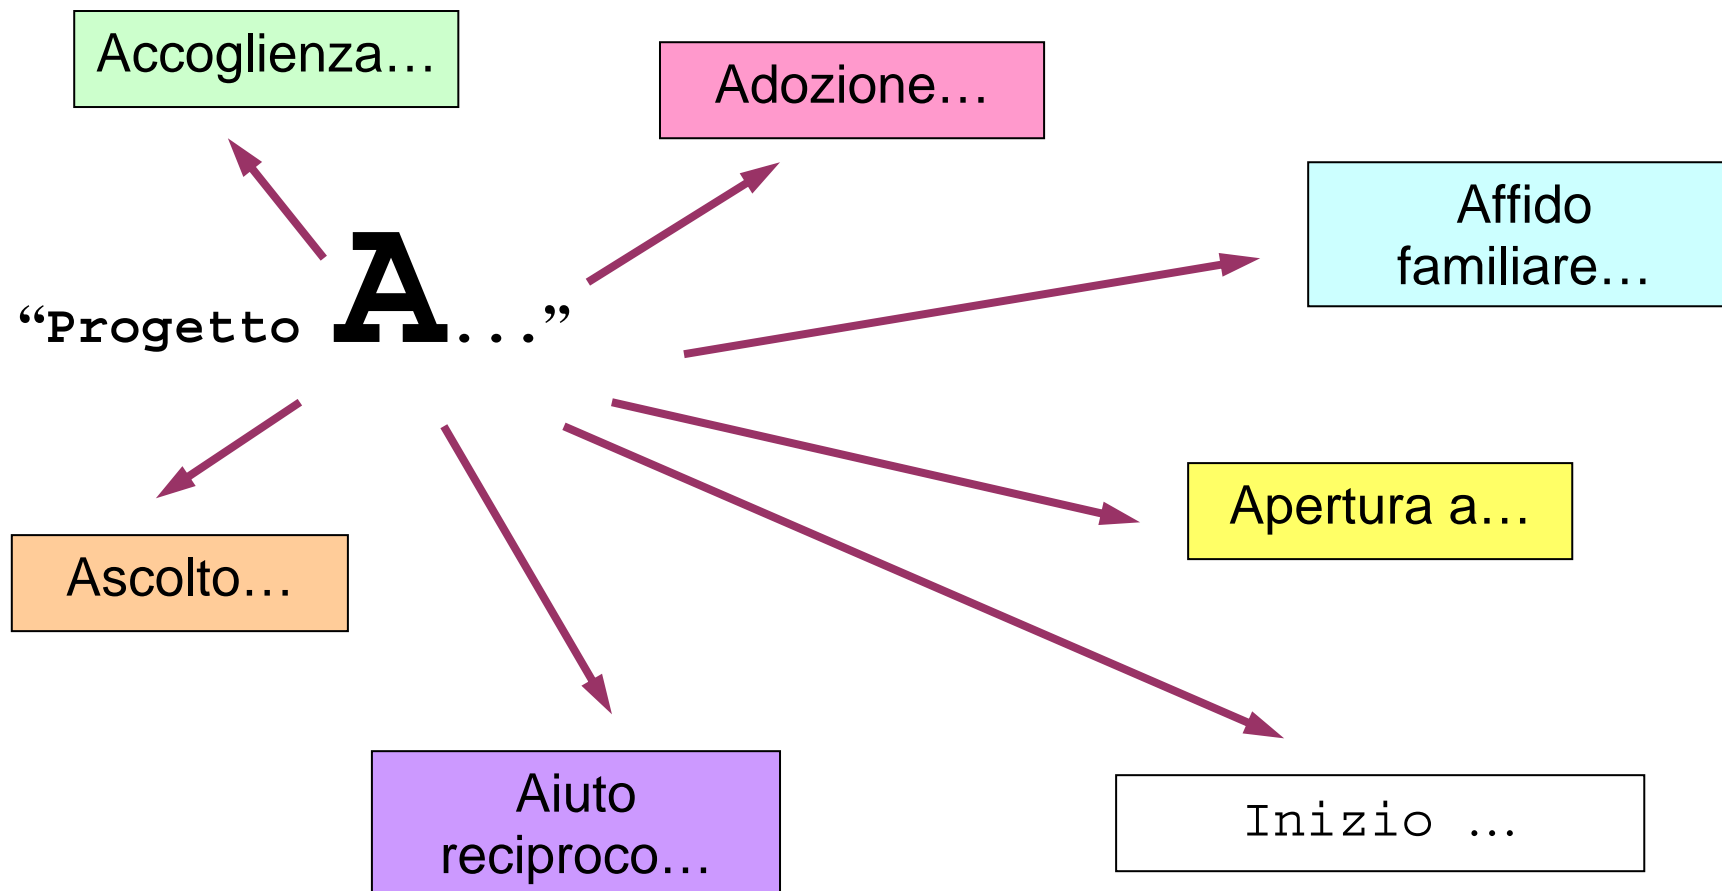 Accoglienza…
Adozione…
Affido
familiare…
“Progetto A...”
Apertura a…
Ascolto…
Aiuto
reciproco…
Inizio …